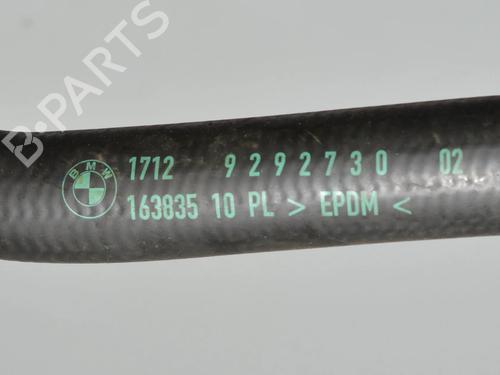 B-PARTS
BMW
1712 9292730 02
163835 10 PL > EPDM <